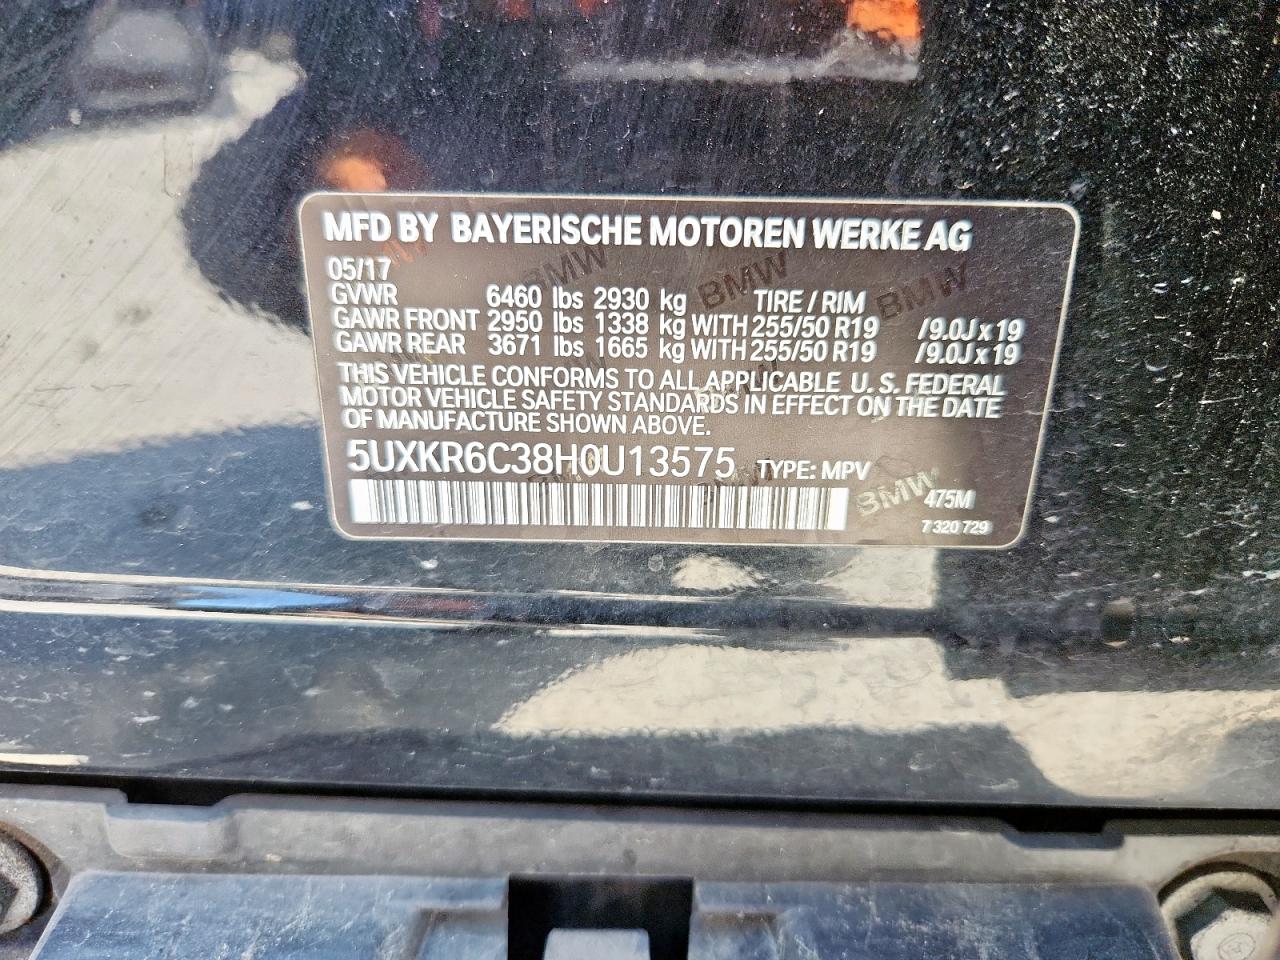 MFD BY BAYERISCHE MOTOREN WERKE AG
05/17
GVWR 6460 lbs 2930 kg TIRE / RIM
GAWR FRONT 2950 lbs 1338 kg WITH 255/50 R19 /9.0J x 19
GAWR REAR 3671 lbs 1665 kg WITH 255/50 R19 /9.0J x 19
THIS VEHICLE CONFORMS TO ALL APPLICABLE U. S. FEDERAL
MOTOR VEHICLE SAFETY STANDARDS IN EFFECT ON THE DATE
OF MANUFACTURE SHOWN ABOVE.
5UXKR6C38H0U13575 TYPE: MPV
BMW 475M
7 320 729